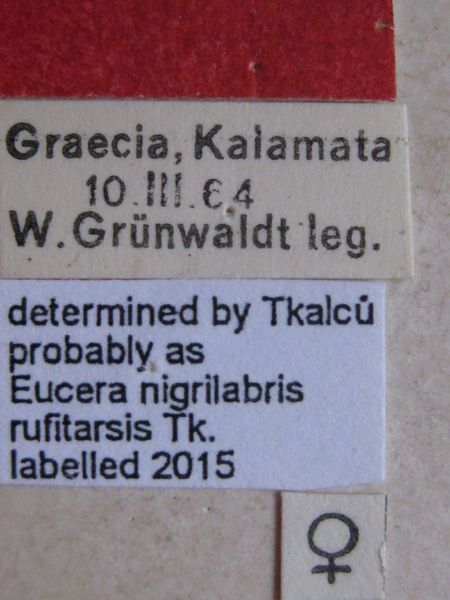 Graecia, Kalamata
10.III.64
W.Grünwaldt leg.
determined by Tkalců
probably as
Eucera nigrilabris
rufitarsis Tk.
labelled 2015
♀